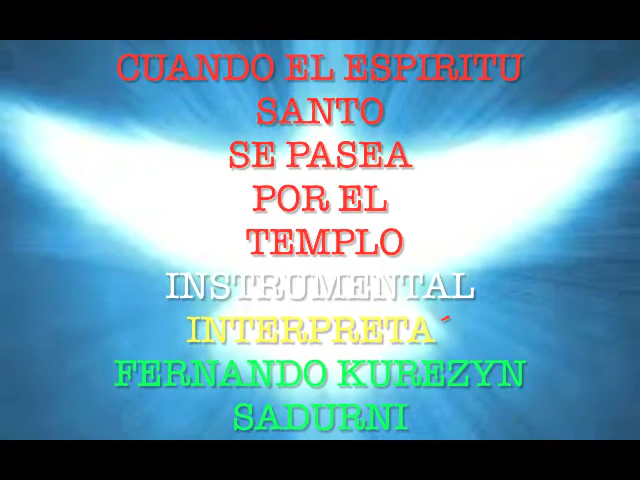 CUANDO EL ESPIRITU
SANTO
SE PASEA
POR EL
TEMPLO
INSTRUMENTAL
INTERPRETA´
FERNANDO KUREZYN
SADURNI